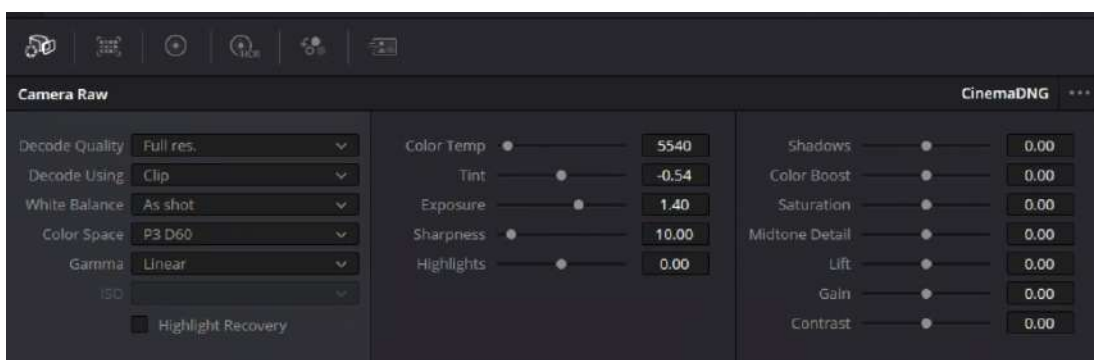 HDR
Camera Raw
CinemaDNG
Decode Quality Full res.
Decode Using Clip
White Balance As shot
Color Space P3 D60
Gamma Linear
ISO
Highlight Recovery
Color Temp 5540
Tint -0.54
Exposure 1.40
Sharpness 10.00
Highlights 0.00
Shadows 0.00
Color Boost 0.00
Saturation 0.00
Midtone Detail 0.00
Lift 0.00
Gain 0.00
Contrast 0.00